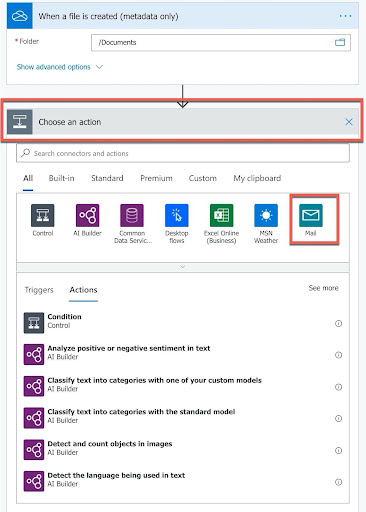 When a file is created (metadata only)
* Folder
/Documents
Show advanced options
Choose an action
Search connectors and actions
All Built-in Standard Premium Custom My clipboard
Control AI Builder Common Data Servic... Desktop flows Excel Online (Business) MSN Weather Mail
Triggers Actions See more
Condition
Control
Analyze positive or negative sentiment in text
AI Builder
Classify text into categories with one of your custom models
AI Builder
Classify text into categories with the standard model
AI Builder
Detect and count objects in images
AI Builder
Detect the language being used in text
AI Builder